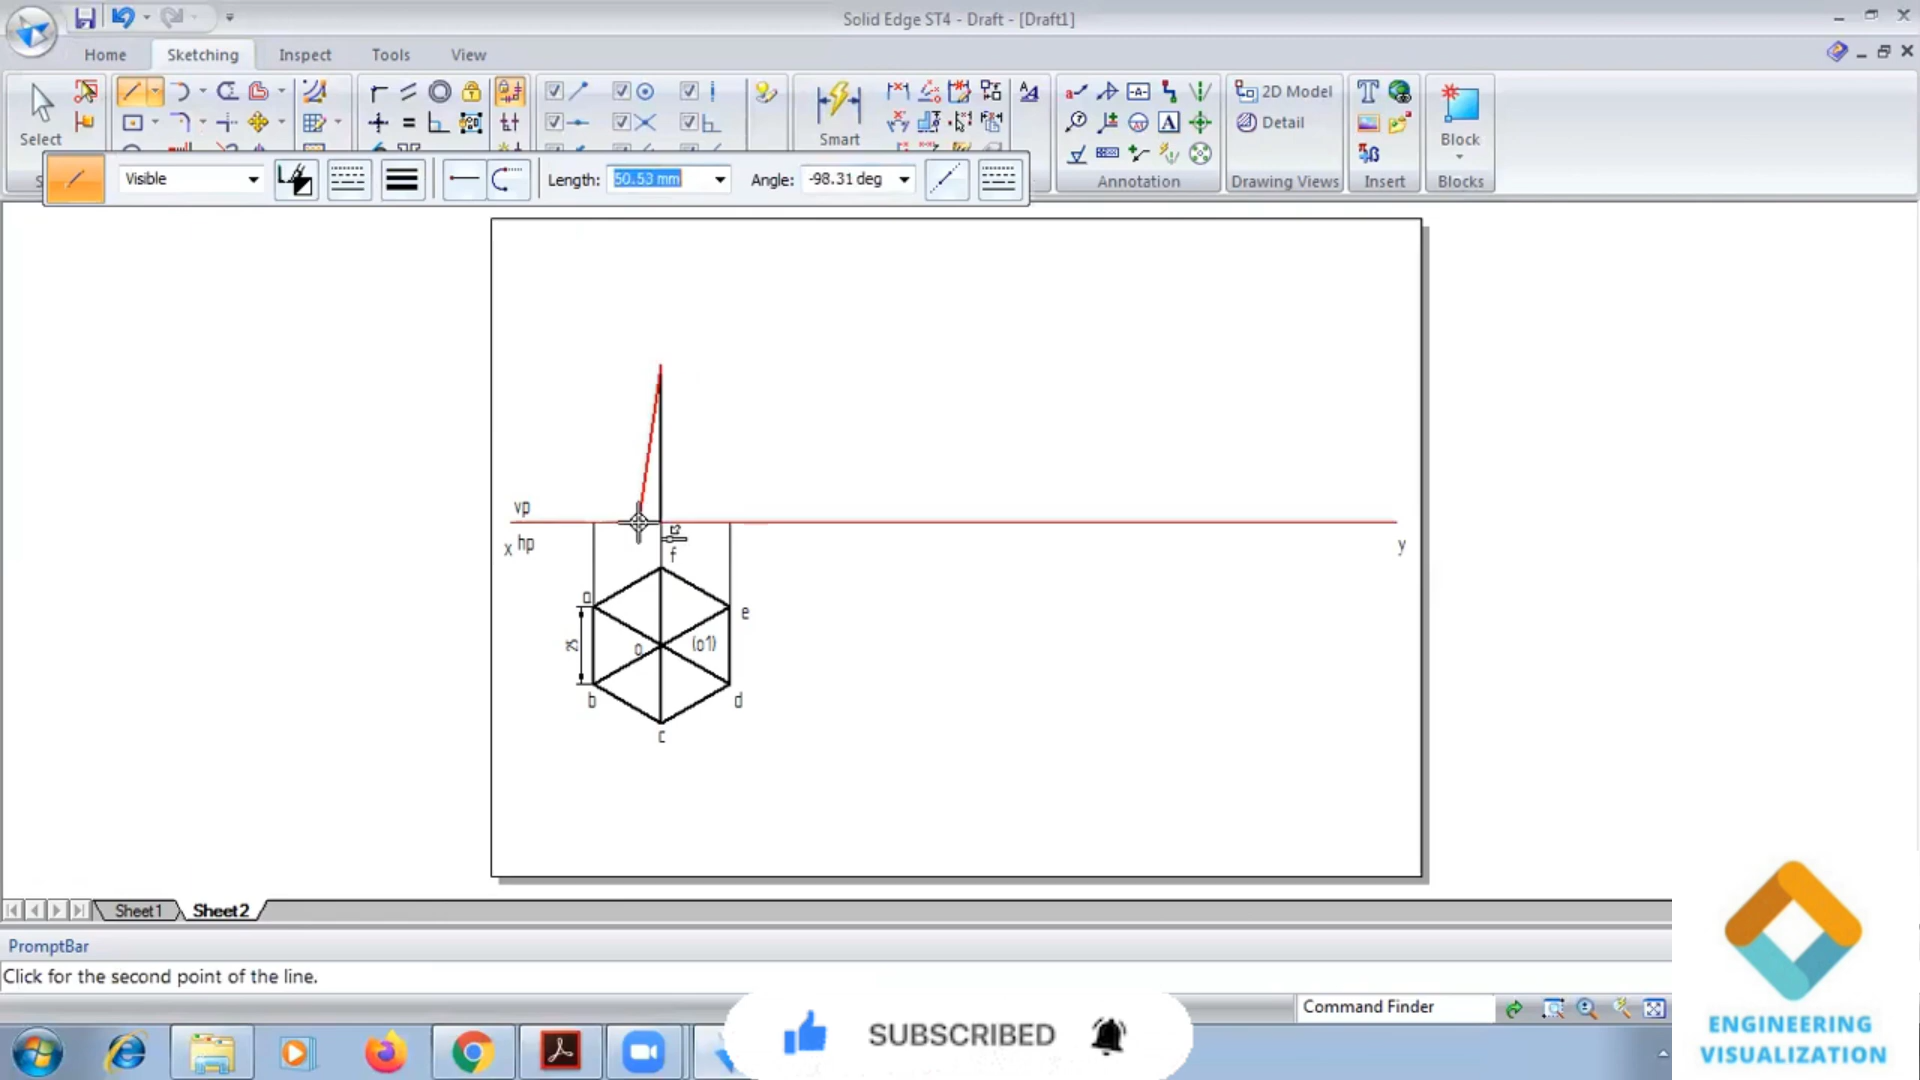 Solid Edge ST4 - Draft - [Draft1]
Home Sketching Inspect Tools View
Select
Smart
2D Model
Detail
Block
Annotation Drawing Views Insert Blocks
Visible Length: 50.53 mm Angle: -98.31 deg
vp
x hp
y
f
a
e
25
o (o1)
b
d
c
Sheet1 Sheet2
PromptBar
Click for the second point of the line.
Command Finder
SUBSCRIBED
ENGINEERING
VISUALIZATION